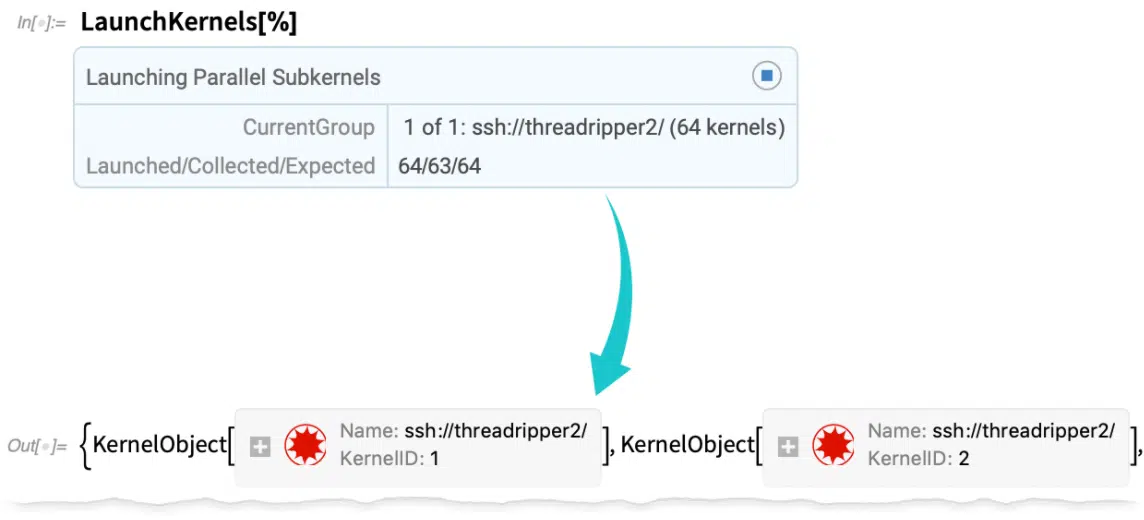 In[◦]:= LaunchKernels[%]
Launching Parallel Subkernels
CurrentGroup 1 of 1: ssh://threadripper2/ (64 kernels)
Launched/Collected/Expected 64/63/64
Out[◦]= {KernelObject[ Name: ssh://threadripper2/ KernelID: 1 ], KernelObject[ Name: ssh://threadripper2/ KernelID: 2 ],